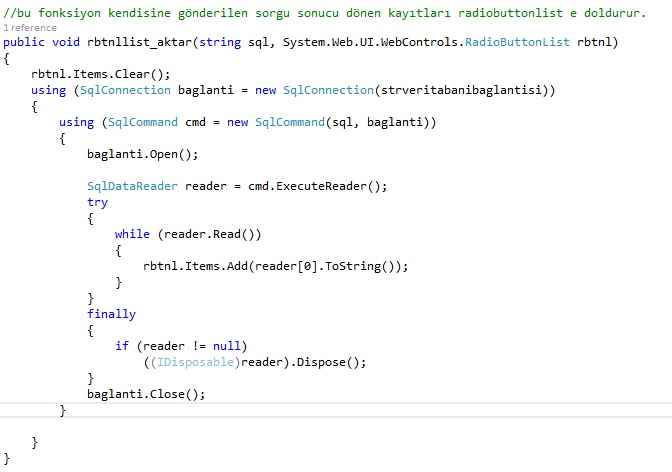 //bu fonksiyon kendisine gönderilen sorgu sonucu dönen kayıtları radiobuttonlist e doldurur.
1 reference
public void rbtnllist_aktar(string sql, System.Web.UI.WebControls.RadioButtonList rbtnl)
{
    rbtnl.Items.Clear();
    using (SqlConnection baglanti = new SqlConnection(strveritabanibaglantisi))
    {
        using (SqlCommand cmd = new SqlCommand(sql, baglanti))
        {
            baglanti.Open();

            SqlDataReader reader = cmd.ExecuteReader();
            try
            {
                while (reader.Read())
                {
                    rbtnl.Items.Add(reader[0].ToString());
                }
            }
            finally
            {
                if (reader != null)
                    ((IDisposable)reader).Dispose();
            }
            baglanti.Close();
        }

    }
}